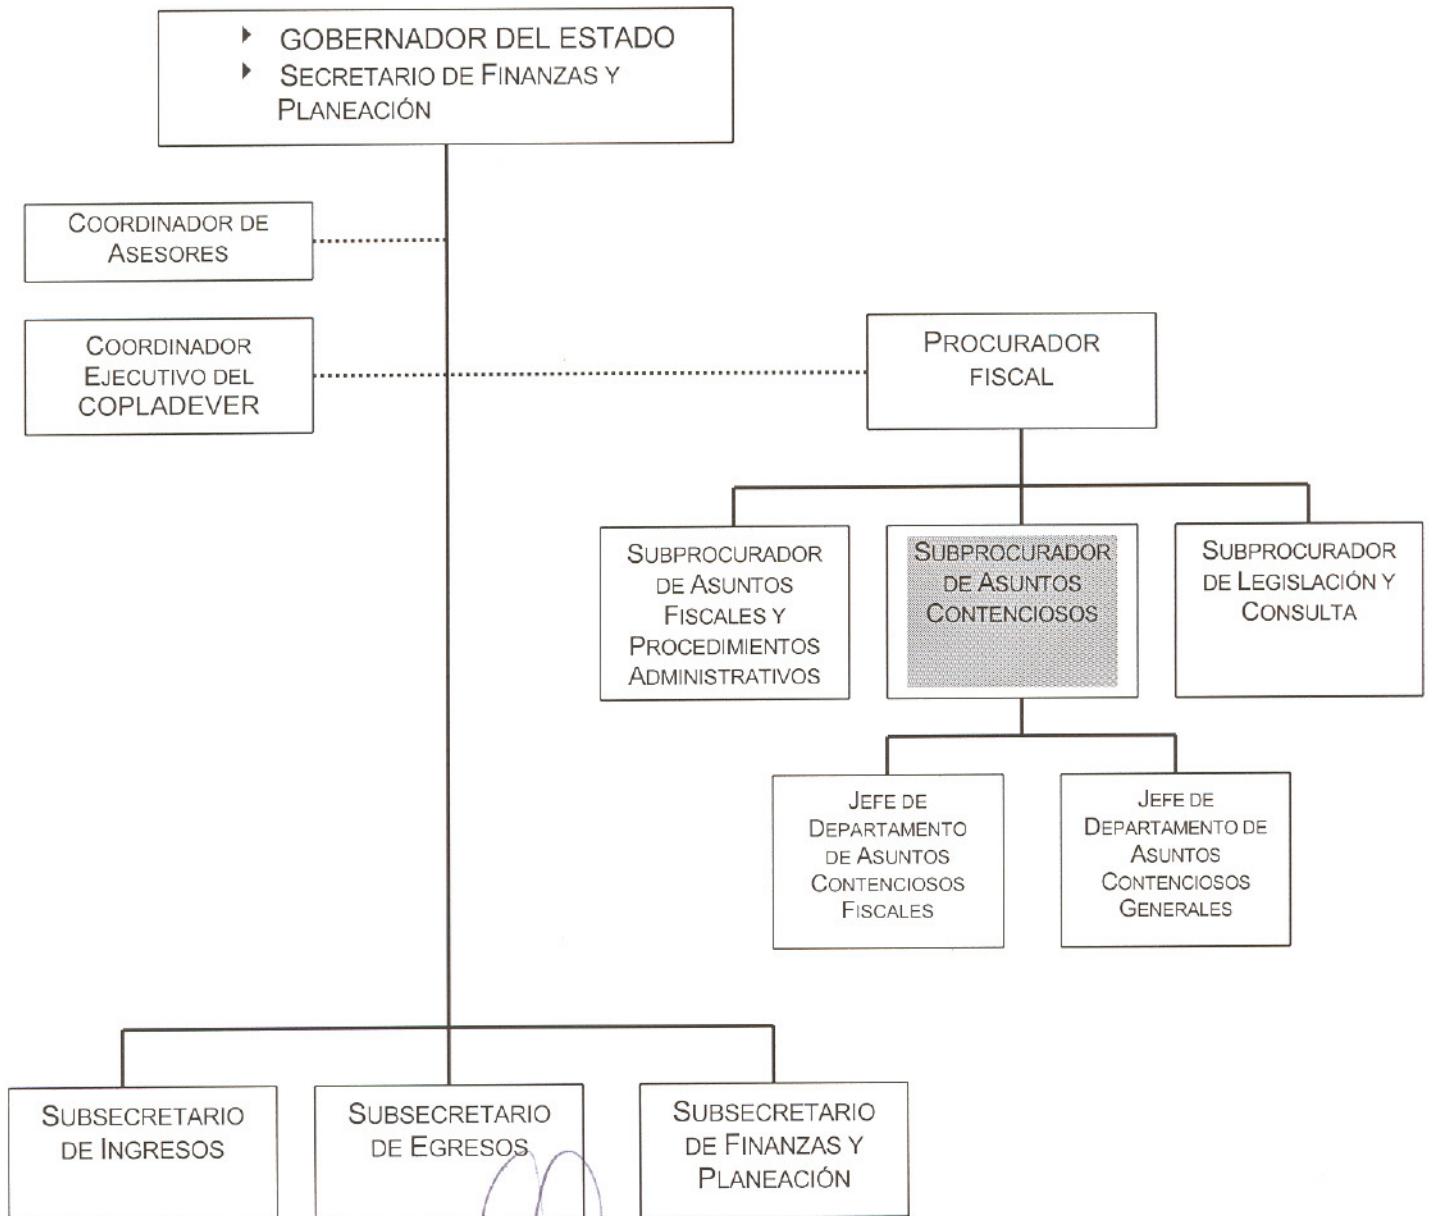 GOBERNADOR DEL ESTADO
SECRETARIO DE FINANZAS Y
PLANEACIÓN
COORDINADOR DE
ASESORES
COORDINADOR
EJECUTIVO DEL
COPLADEVER
PROCURADOR
FISCAL
SUBPROCURADOR
DE ASUNTOS
FISCALES Y
PROCEDIMIENTOS
ADMINISTRATIVOS
SUBPROCURADOR
DE ASUNTOS
CONTENCIOSOS
SUBPROCURADOR
DE LEGISLACIÓN Y
CONSULTA
JEFE DE
DEPARTAMENTO
DE ASUNTOS
CONTENCIOSOS
FISCALES
JEFE DE
DEPARTAMENTO DE
ASUNTOS
CONTENCIOSOS
GENERALES
SUBSECRETARIO
DE INGRESOS
SUBSECRETARIO
DE EGRESOS
SUBSECRETARIO
DE FINANZAS Y
PLANEACIÓN